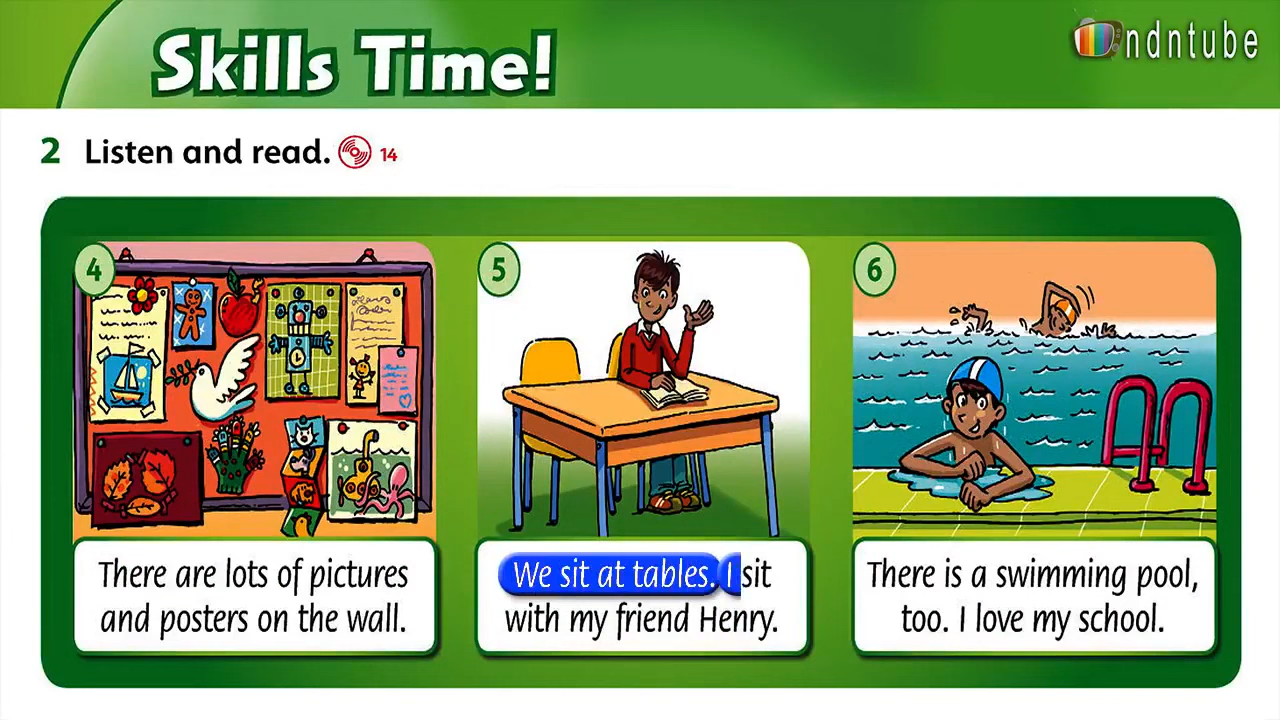 Skills Time!
ndntube
2 Listen and read. 14
4
There are lots of pictures
and posters on the wall.
5
We sit at tables. I sit
with my friend Henry.
6
There is a swimming pool,
too. I love my school.